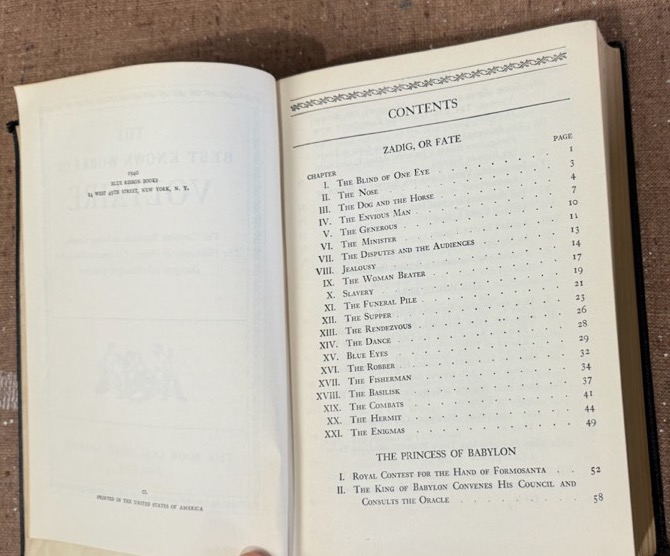 1940
BLUE RIBBON BOOKS
14 WEST 49TH STREET, NEW YORK, N. Y.
CL
PRINTED IN THE UNITED STATES OF AMERICA
CONTENTS
ZADIG, OR FATE
CHAPTER PAGE
I. The Blind of One Eye . . . . . . . 1
II. The Nose . . . . . . . 3
III. The Dog and the Horse . . . . . . . 4
IV. The Envious Man . . . . . . . 7
V. The Generous . . . . . . . 10
VI. The Minister . . . . . . . 11
VII. The Disputes and the Audiences . . . . . . . 13
VIII. Jealousy . . . . . . . 14
IX. The Woman Beater . . . . . . . 17
X. Slavery . . . . . . . 19
XI. The Funeral Pile . . . . . . . 21
XII. The Supper . . . . . . . 23
XIII. The Rendezvous . . . . . . . 26
XIV. The Dance . . . . . . . 28
XV. Blue Eyes . . . . . . . 29
XVI. The Robber . . . . . . . 32
XVII. The Fisherman . . . . . . . 34
XVIII. The Basilisk . . . . . . . 37
XIX. The Combats . . . . . . . 41
XX. The Hermit . . . . . . . 44
XXI. The Enigmas . . . . . . . 49
THE PRINCESS OF BABYLON
I. Royal Contest for the Hand of Formosanta . . 52
II. The King of Babylon Convenes His Council and
Consults the Oracle . . . . . . . 58